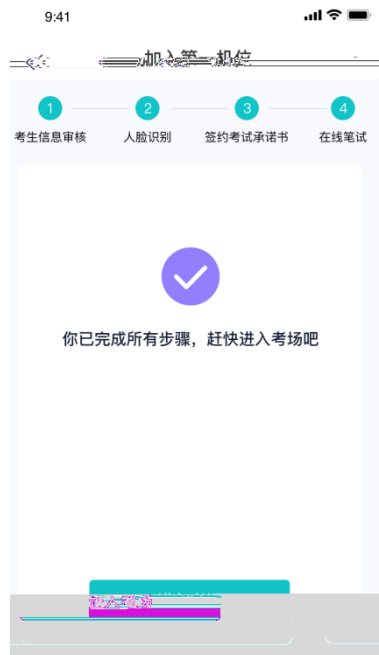 9:41
加入第一机位
1
2
3
4
考生信息审核
人脸识别
签约考试承诺书
在线笔试
你已完成所有步骤，赶快进入考场吧